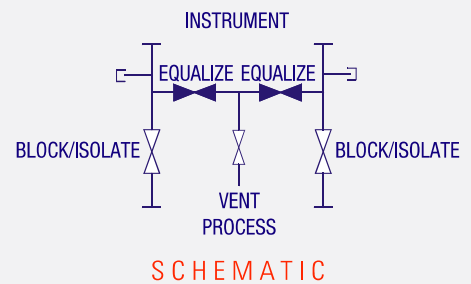 INSTRUMENT
EQUALIZE EQUALIZE
BLOCK/ISOLATE BLOCK/ISOLATE
VENT
PROCESS
SCHEMATIC